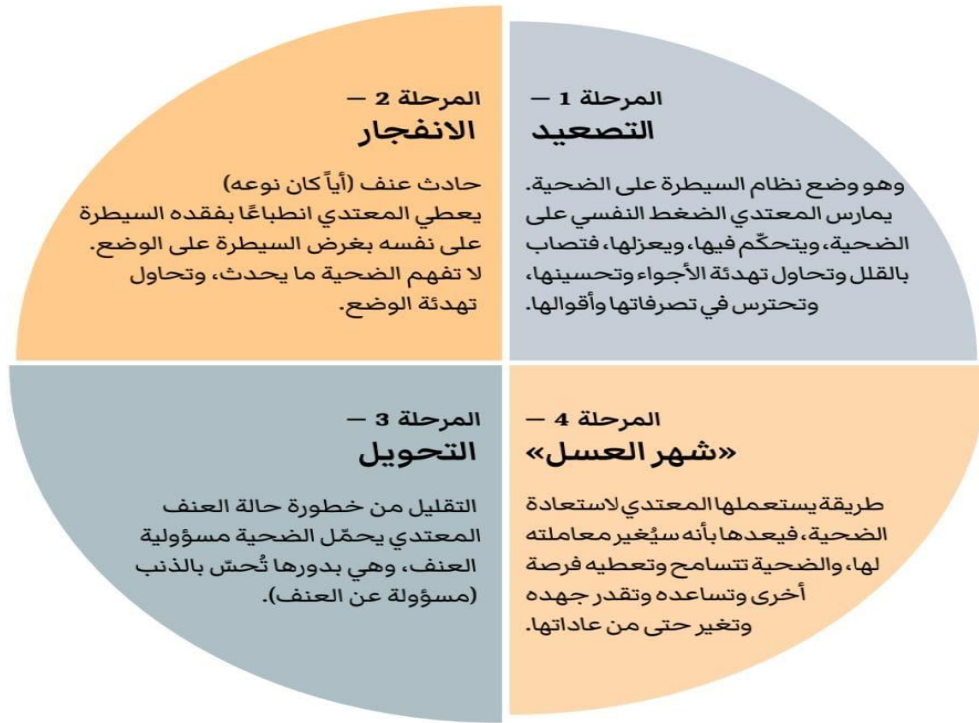 المرحلة 1 –
التصعيد
وهو وضع نظام السيطرة على الضحية.
يمارس المعتدي الضغط النفسي على
الضحية، ويتحكّم فيها، ويعزلها، فتصاب
بالقلل وتحاول تهدئة الأجواء وتحسينها،
وتحترس في تصرفاتها وأقوالها.
المرحلة 2 –
الانفجار
حادث عنف (أياً كان نوعه)
يعطي المعتدي انطباعًا بفقده السيطرة
على نفسه بغرض السيطرة على الوضع.
لا تفهم الضحية ما يحدث، وتحاول
تهدئة الوضع.
المرحلة 3 –
التحويل
التقليل من خطورة حالة العنف
المعتدي يحمّل الضحية مسؤولية
العنف، وهي بدورها تُحسّ بالذنب
(مسؤولة عن العنف).
المرحلة 4 –
«شهر العسل»
طريقة يستعملها المعتدي لاستعادة
الضحية، فيعدها بأنه سيُغير معاملته
لها، والضحية تتسامح وتعطيه فرصة
أخرى وتساعده وتقدر جهده
وتغير حتى من عاداتها.